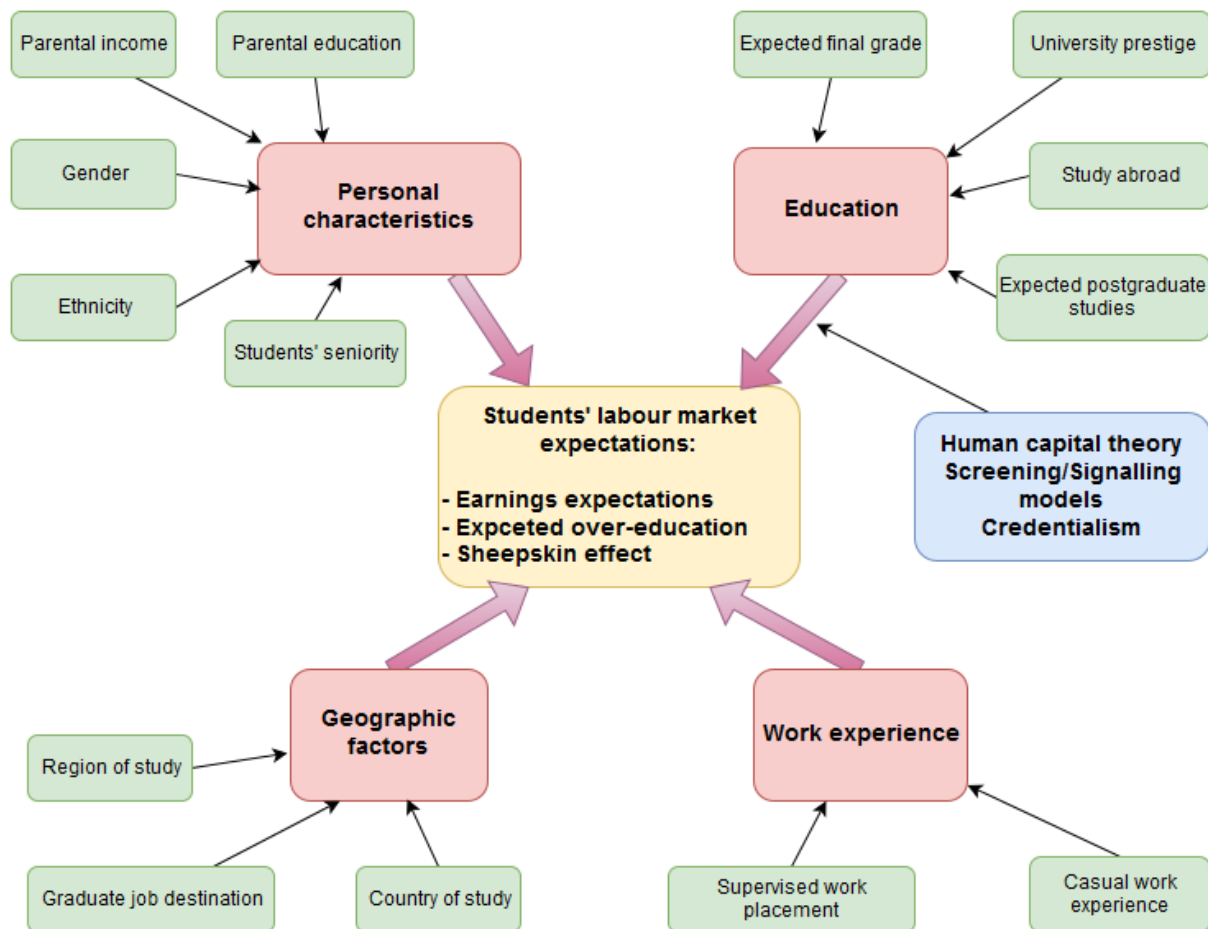 Parental income
Parental education
Expected final grade
University prestige
Gender
Personal
characteristics
Education
Study abroad
Ethnicity
Students' seniority
Expected postgraduate
studies
Students' labour market
expectations:
- Earnings expectations
- Expceted over-education
- Sheepskin effect
Human capital theory
Screening/Signalling
models
Credentialism
Geographic
factors
Work experience
Region of study
Graduate job destination
Country of study
Supervised work
placement
Casual work
experience